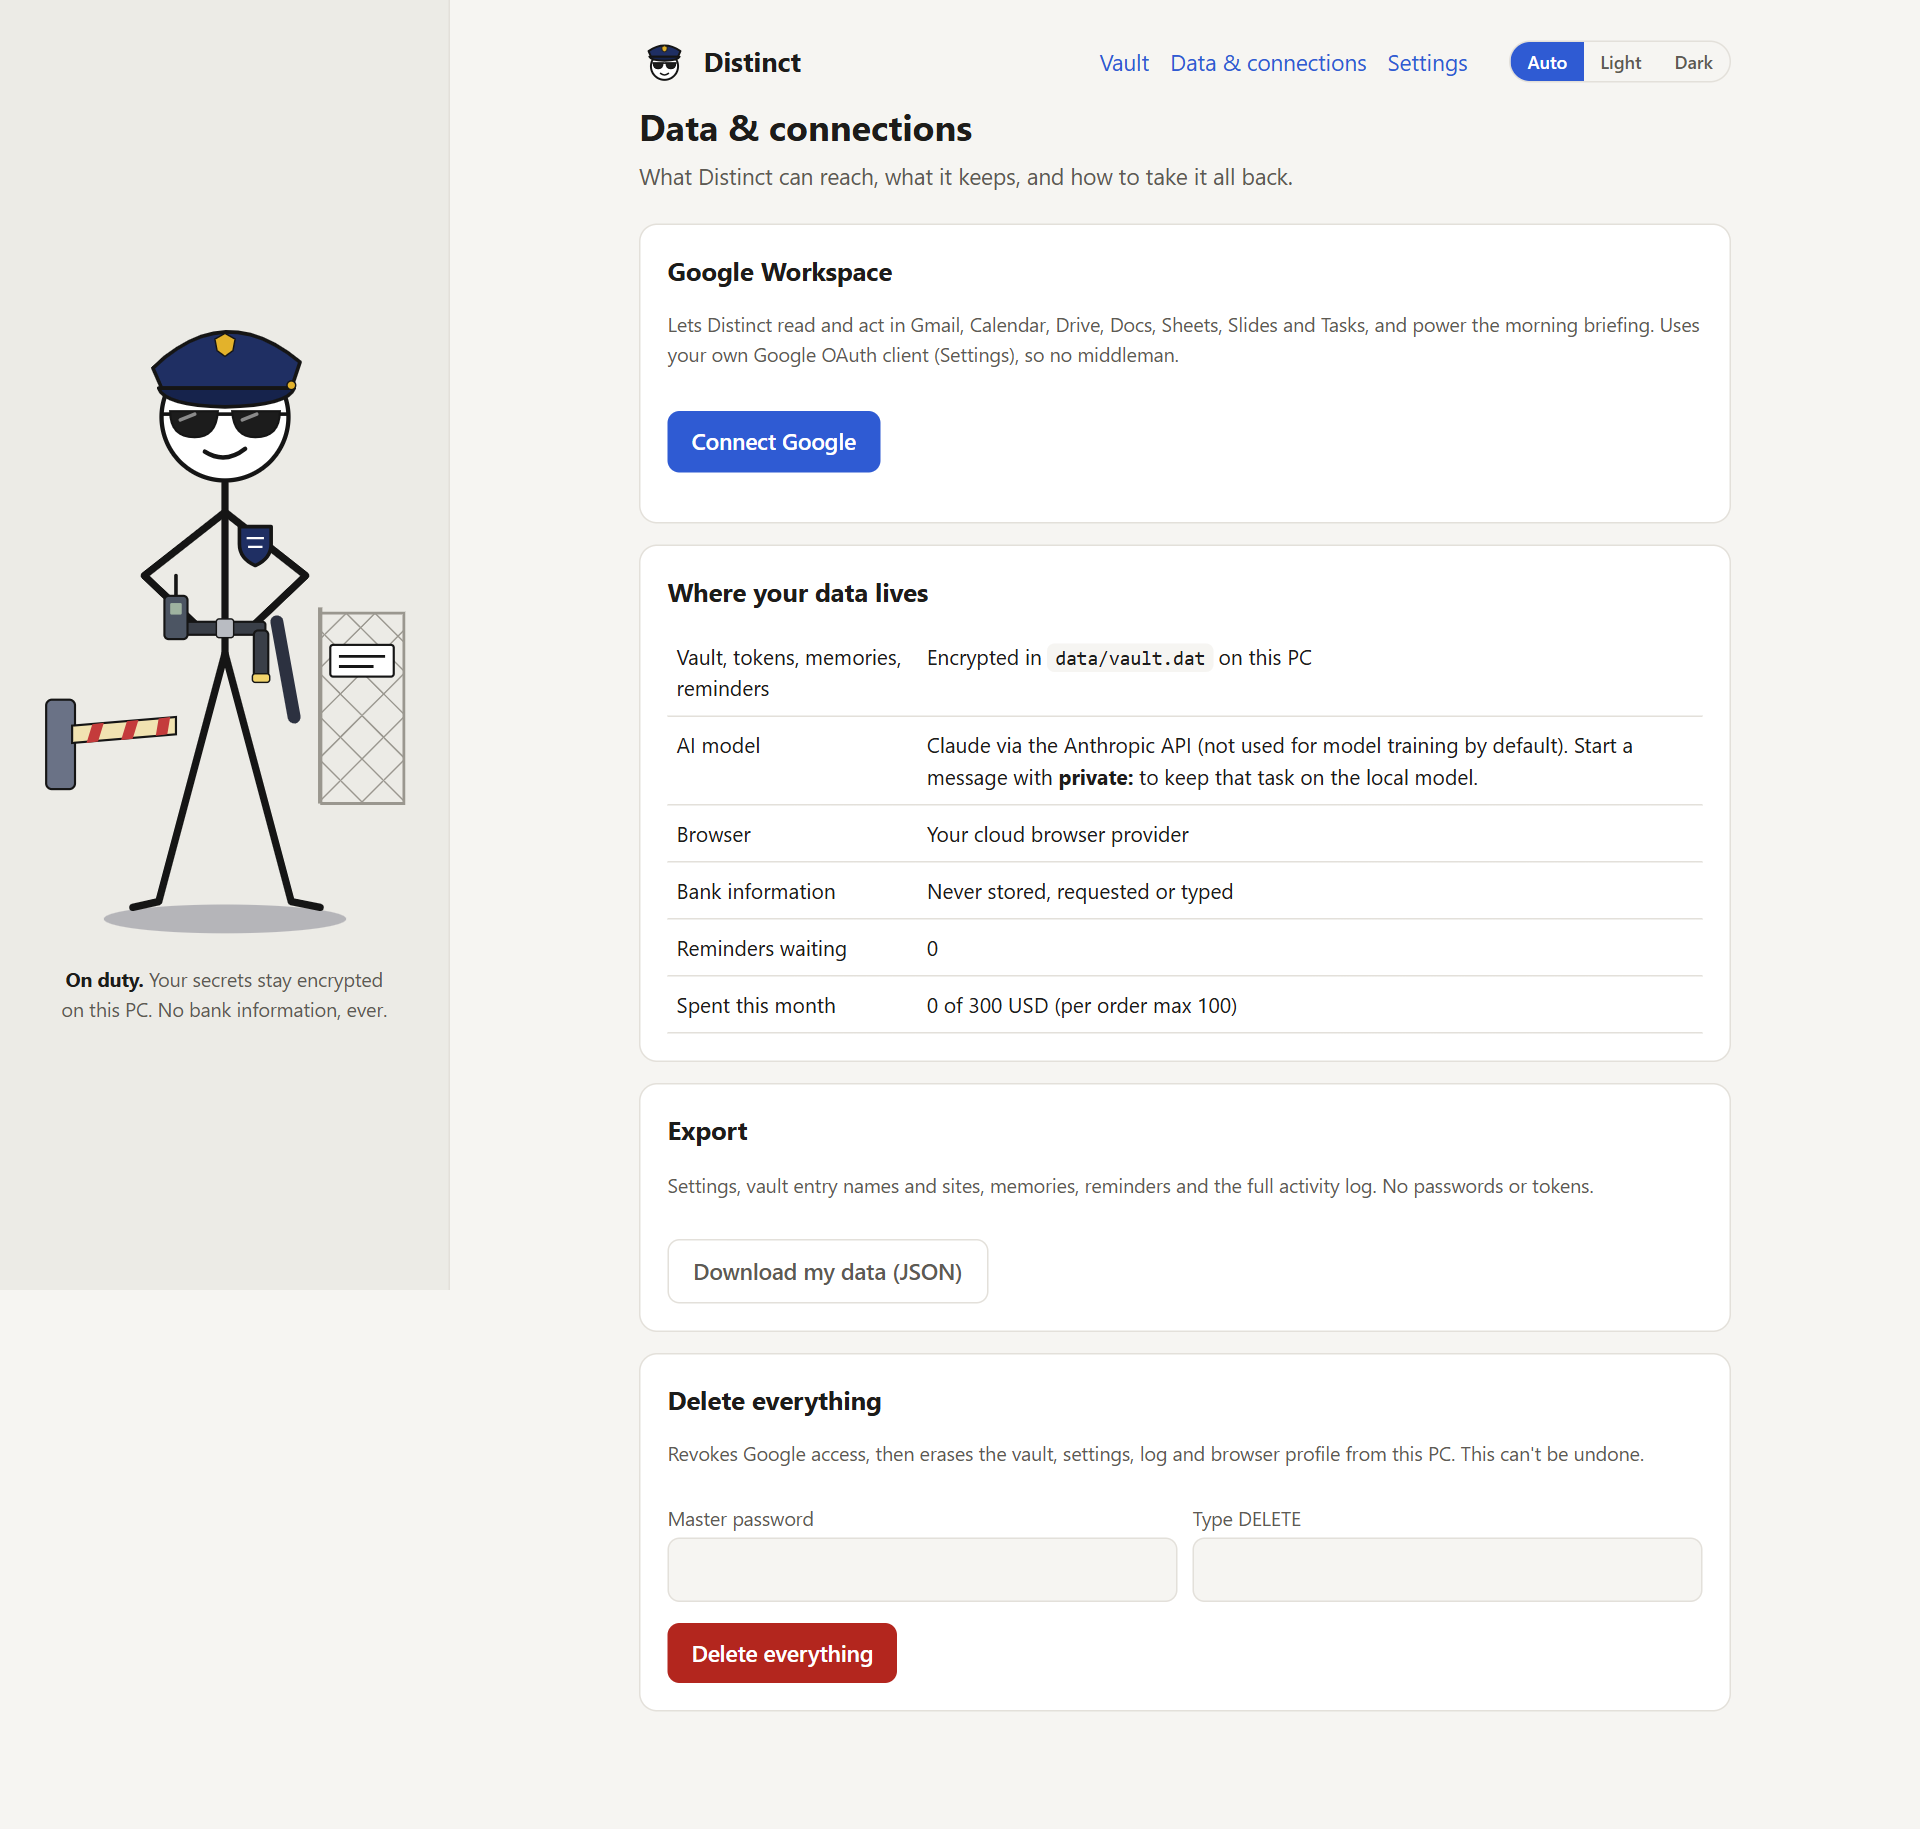 Distinct
Vault Data & connections Settings
Auto Light Dark
Data & connections
What Distinct can reach, what it keeps, and how to take it all back.
Google Workspace
Lets Distinct read and act in Gmail, Calendar, Drive, Docs, Sheets, Slides and Tasks, and power the morning briefing. Uses
your own Google OAuth client (Settings), so no middleman.
Connect Google
Where your data lives
Vault, tokens, memories,
reminders
Encrypted in data/vault.dat on this PC
AI model
Claude via the Anthropic API (not used for model training by default). Start a
message with private: to keep that task on the local model.
Browser
Your cloud browser provider
Bank information
Never stored, requested or typed
Reminders waiting
0
Spent this month
0 of 300 USD (per order max 100)
Export
Settings, vault entry names and sites, memories, reminders and the full activity log. No passwords or tokens.
Download my data (JSON)
Delete everything
Revokes Google access, then erases the vault, settings, log and browser profile from this PC. This can't be undone.
Master password
Type DELETE
Delete everything
On duty. Your secrets stay encrypted
on this PC. No bank information, ever.